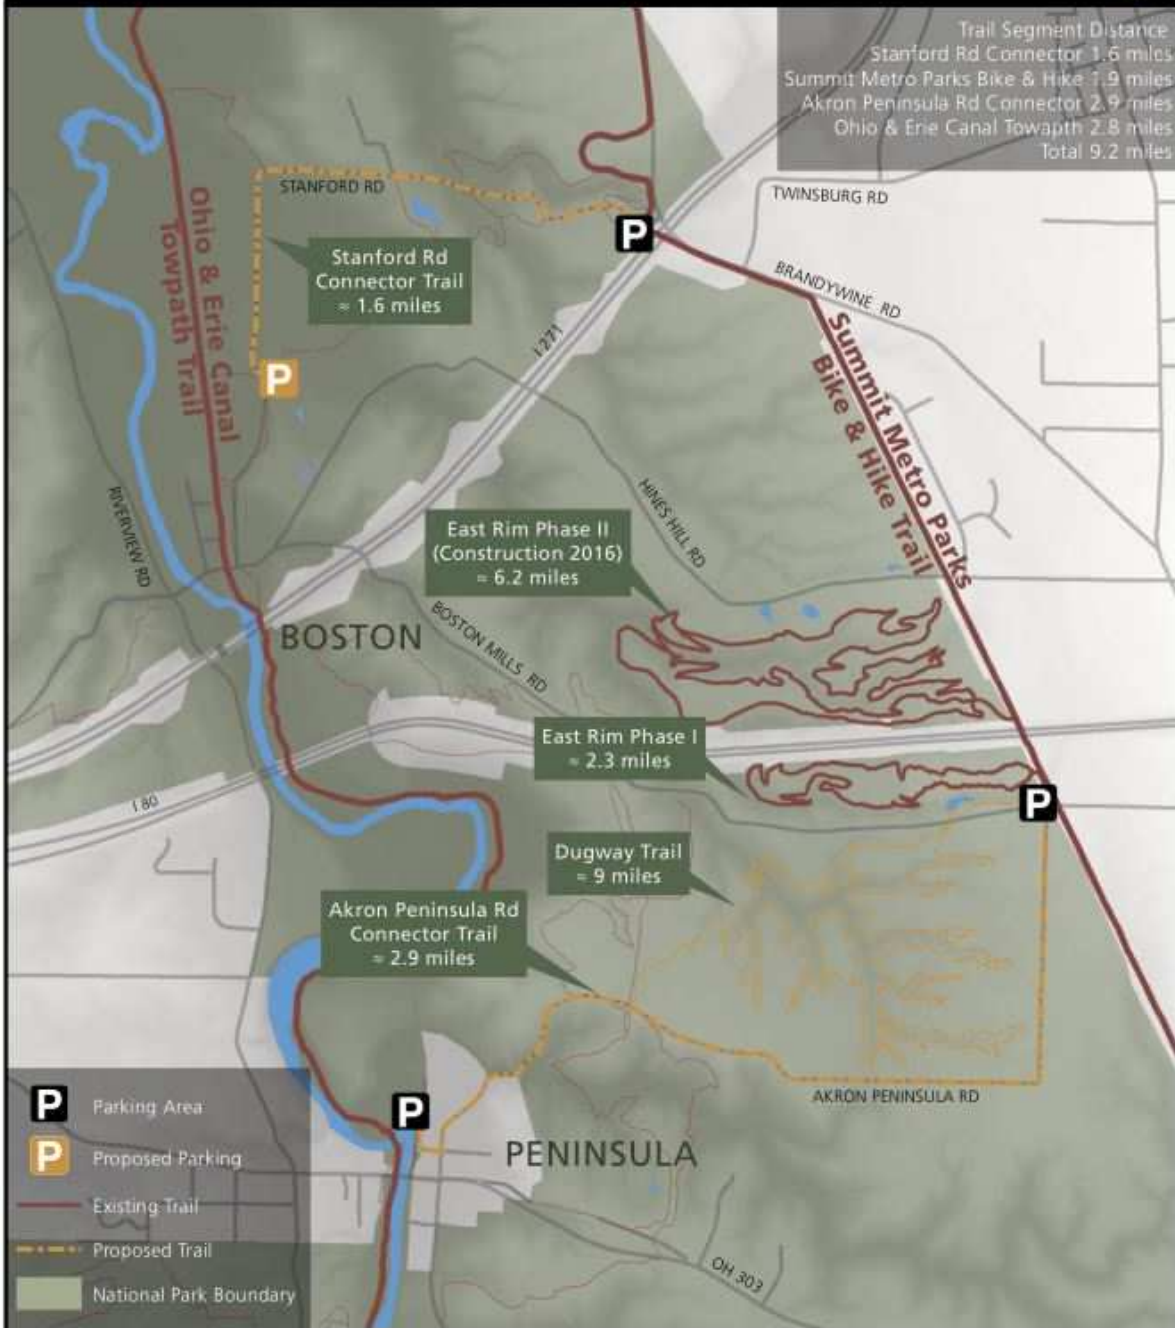 Trail Segment Distance
Stanford Rd Connector 1.6 miles
Summit Metro Parks Bike & Hike 1.9 miles
Akron Peninsula Rd Connector 2.9 miles
Ohio & Erie Canal Towapth 2.8 miles
Total 9.2 miles
STANFORD RD
P
TWINSBURG RD
Ohio & Erie Canal
Towpath Trail
Stanford Rd
Connector Trail
≈ 1.6 miles
BRANDYWINE RD
I 271
P
Summit Metro Parks
Bike & Hike Trail
RIVERVIEW RD
HINES HILL RD
East Rim Phase II
(Construction 2016)
≈ 6.2 miles
BOSTON
BOSTON MILLS RD
East Rim Phase I
≈ 2.3 miles
I 80
P
Dugway Trail
≈ 9 miles
Akron Peninsula Rd
Connector Trail
≈ 2.9 miles
AKRON PENINSULA RD
P
PENINSULA
OH 303
P Parking Area
P Proposed Parking
Existing Trail
Proposed Trail
National Park Boundary